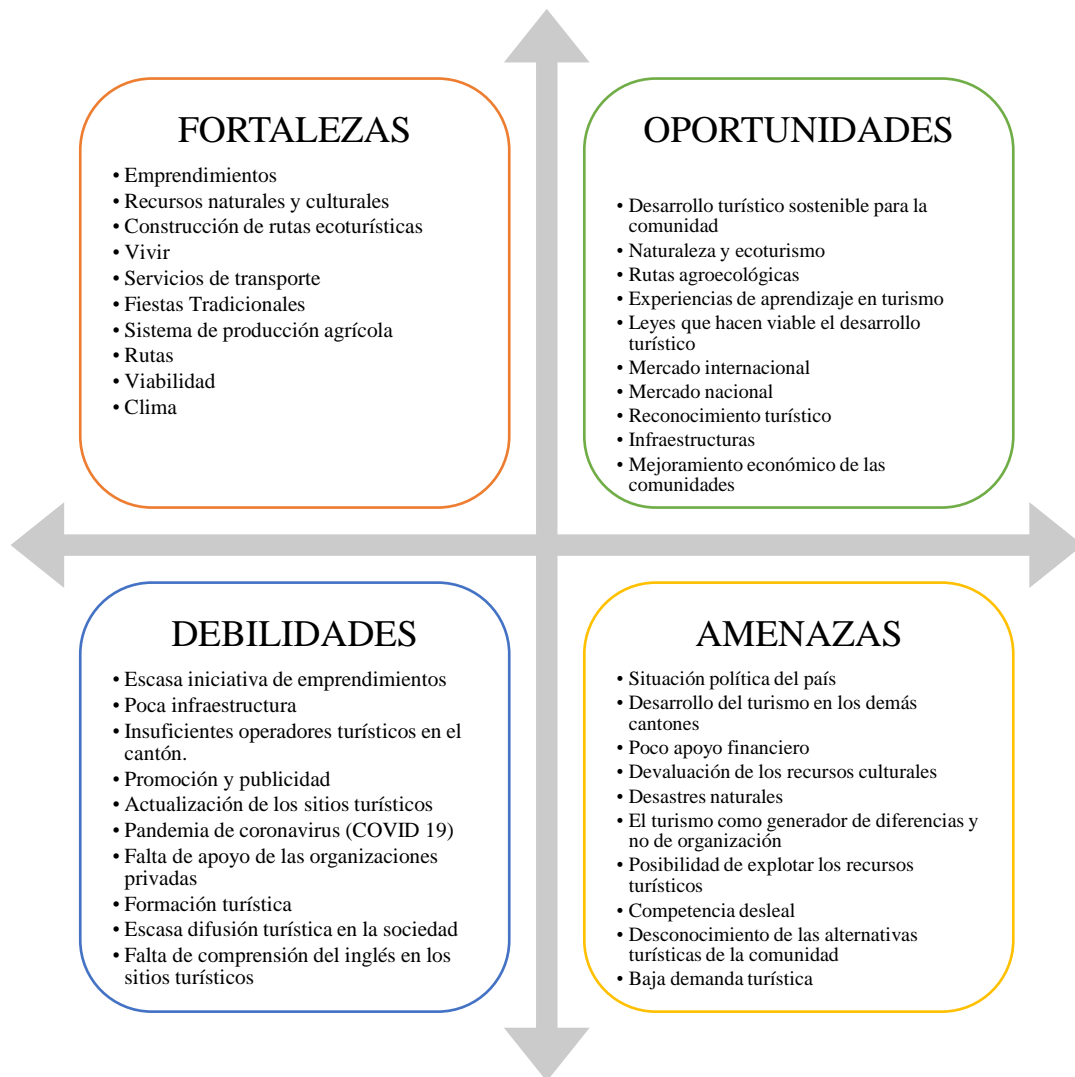 FORTALEZAS
• Emprendimientos
• Recursos naturales y culturales
• Construcción de rutas ecoturísticas
• Vivir
• Servicios de transporte
• Fiestas Tradicionales
• Sistema de producción agrícola
• Rutas
• Viabilidad
• Clima
OPORTUNIDADES
• Desarrollo turístico sostenible para la
comunidad
• Naturaleza y ecoturismo
• Rutas agroecológicas
• Experiencias de aprendizaje en turismo
• Leyes que hacen viable el desarrollo
turístico
• Mercado internacional
• Mercado nacional
• Reconocimiento turístico
• Infraestructuras
• Mejoramiento económico de las
comunidades
DEBILIDADES
• Escasa iniciativa de emprendimientos
• Poca infraestructura
• Insuficientes operadores turísticos en el
cantón.
• Promoción y publicidad
• Actualización de los sitios turísticos
• Pandemia de coronavirus (COVID 19)
• Falta de apoyo de las organizaciones
privadas
• Formación turística
• Escasa difusión turística en la sociedad
• Falta de comprensión del inglés en los
sitios turísticos
AMENAZAS
• Situación política del país
• Desarrollo del turismo en los demás
cantones
• Poco apoyo financiero
• Devaluación de los recursos culturales
• Desastres naturales
• El turismo como generador de diferencias y
no de organización
• Posibilidad de explotar los recursos
turísticos
• Competencia desleal
• Desconocimiento de las alternativas
turísticas de la comunidad
• Baja demanda turística